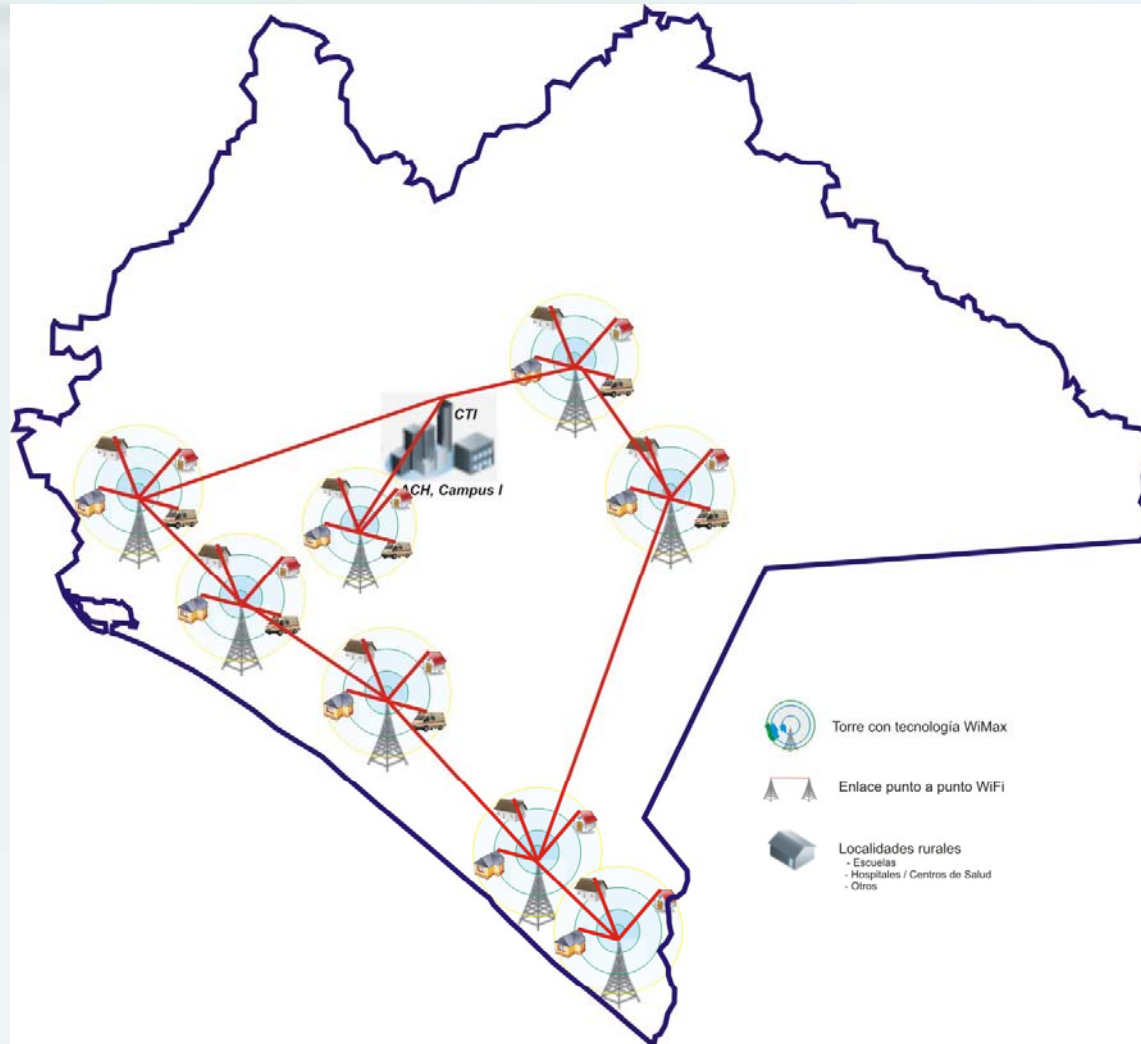 CTI
ACH, Campus I
Torre con tecnología WiMax
Enlace punto a punto WiFi
Localidades rurales
- Escuelas
- Hospitales / Centros de Salud
- Otros